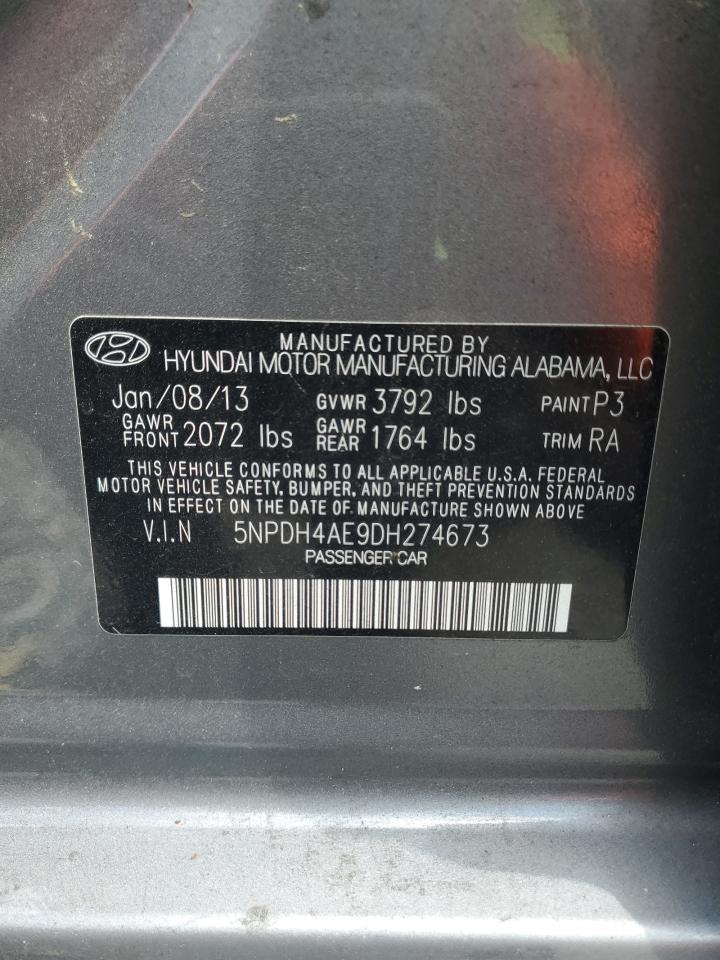 MANUFACTURED BY
HYUNDAI MOTOR MANUFACTURING ALABAMA, LLC
Jan/08/13 GVWR 3792 lbs PAINT P3
GAWR FRONT 2072 lbs GAWR REAR 1764 lbs TRIM RA
THIS VEHICLE CONFORMS TO ALL APPLICABLE U.S.A. FEDERAL
MOTOR VEHICLE SAFETY, BUMPER, AND THEFT PREVENTION STANDARDS
IN EFFECT ON THE DATE OF MANUFACTURE SHOWN ABOVE
V.I.N 5NPDH4AE9DH274673
PASSENGER CAR